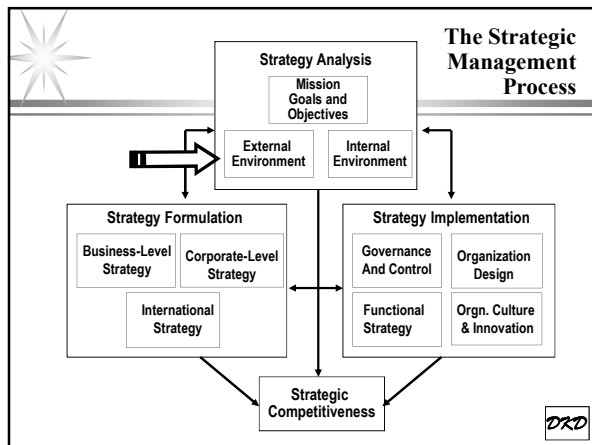 The Strategic
Management
Process
Strategy Analysis
Mission
Goals and
Objectives
External
Environment
Internal
Environment
Strategy Formulation
Business-Level
Strategy
Corporate-Level
Strategy
International
Strategy
Strategy Implementation
Governance
And Control
Organization
Design
Functional
Strategy
Orgn. Culture
& Innovation
Strategic
Competitiveness
DKD